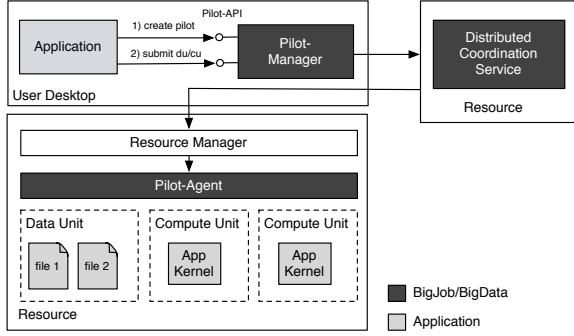 Pilot-API
1) create pilot
Application
2) submit du/cu
Pilot-
Manager
User Desktop
Distributed
Coordination
Service
Resource
Resource Manager
Pilot-Agent
Data Unit
Compute Unit
Compute Unit
file 1
file 2
App
Kernel
App
Kernel
Resource
BigJob/BigData
Application